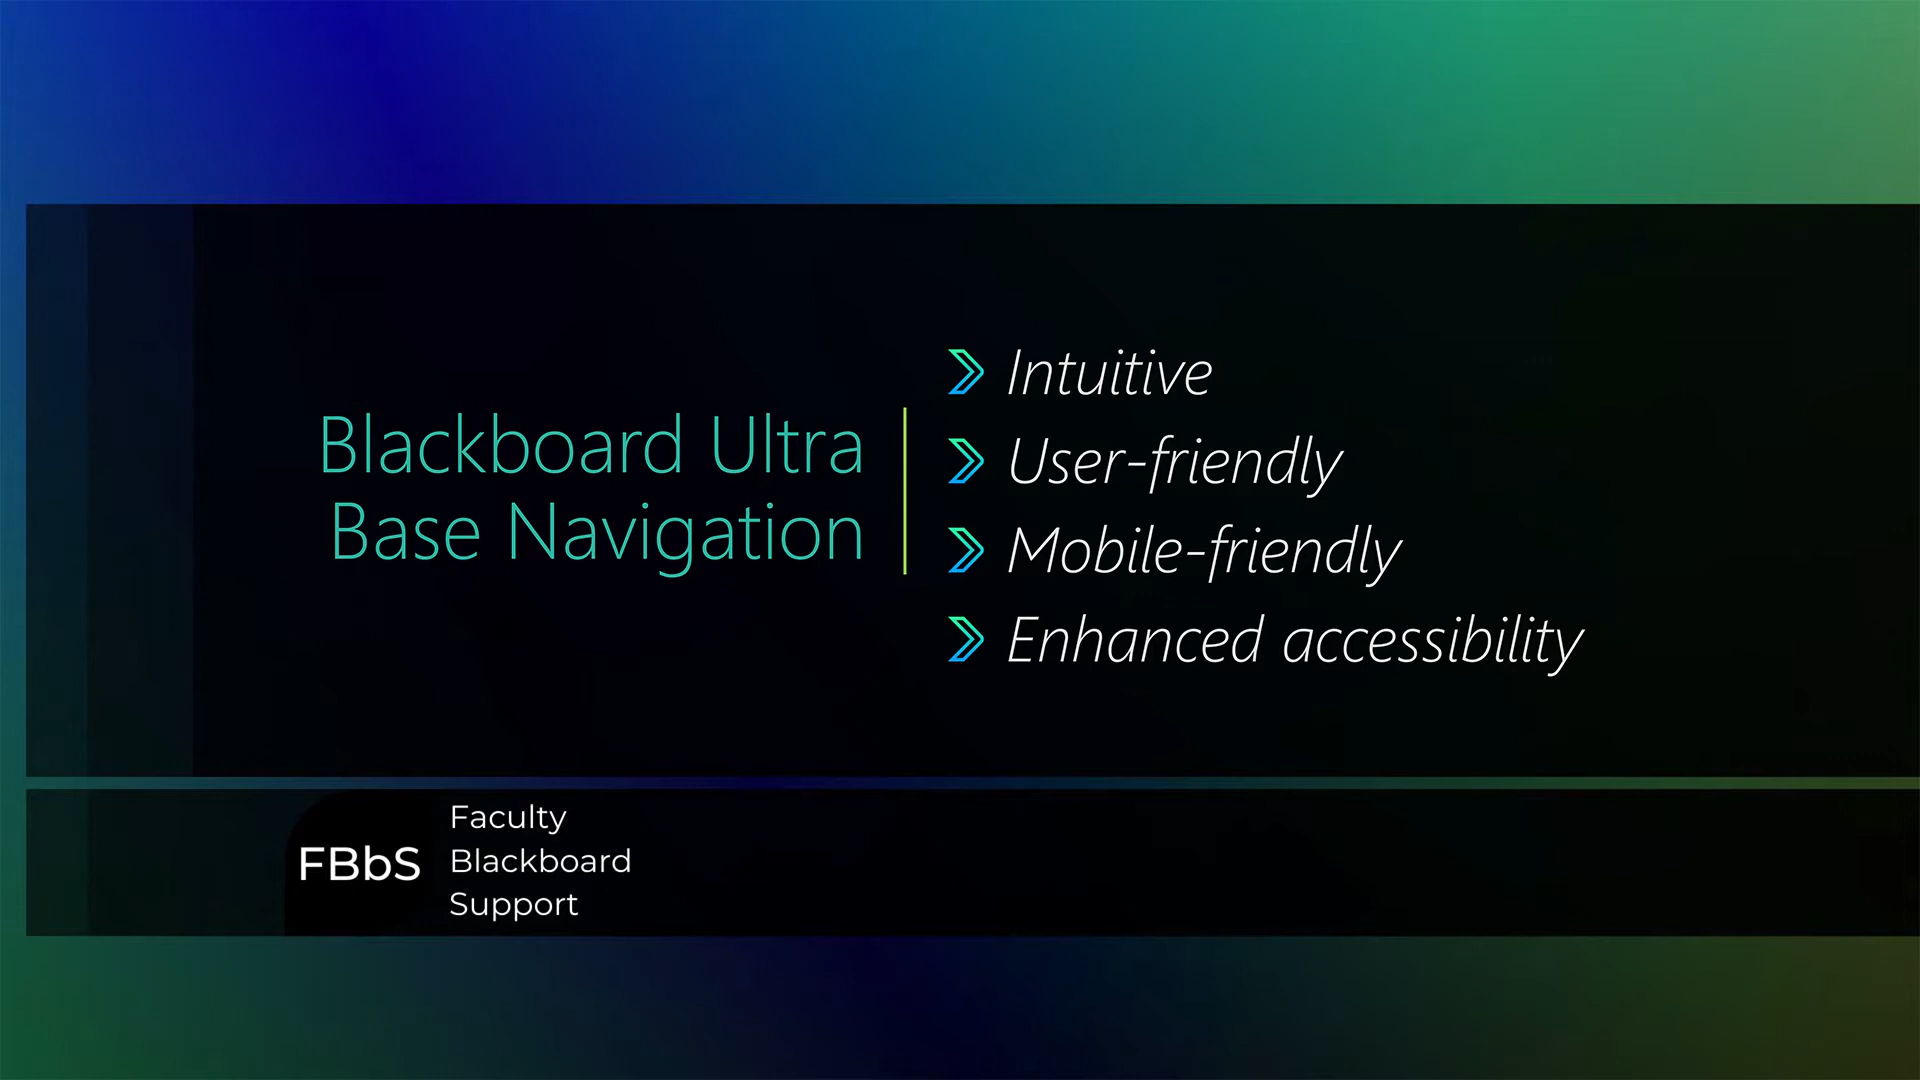 Blackboard Ultra
Base Navigation
Intuitive
User-friendly
Mobile-friendly
Enhanced accessibility
FBbS
Faculty
Blackboard
Support